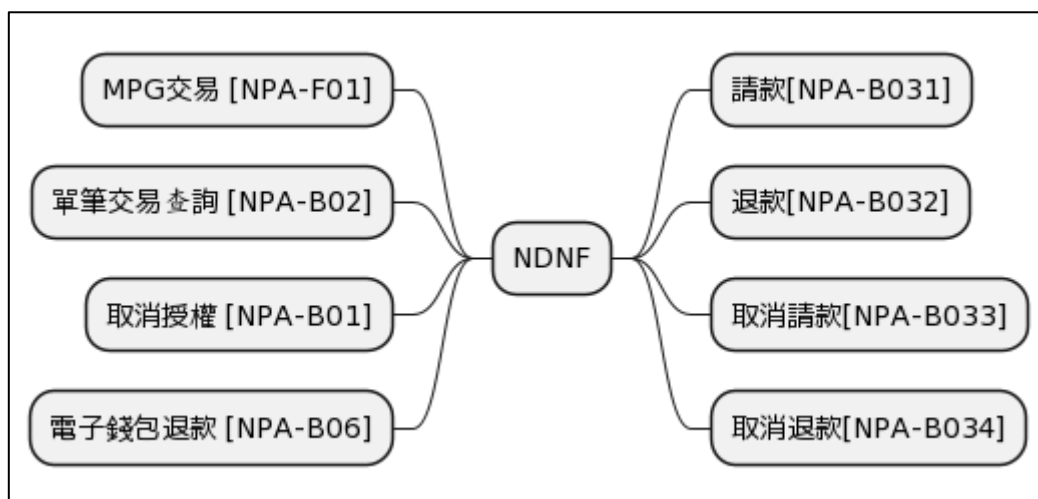 MPG交易 [NPA-F01]
單筆交易查詢 [NPA-B02]
取消授權 [NPA-B01]
電子錢包退款 [NPA-B06]
NDNF
請款[NPA-B031]
退款[NPA-B032]
取消請款[NPA-B033]
取消退款[NPA-B034]